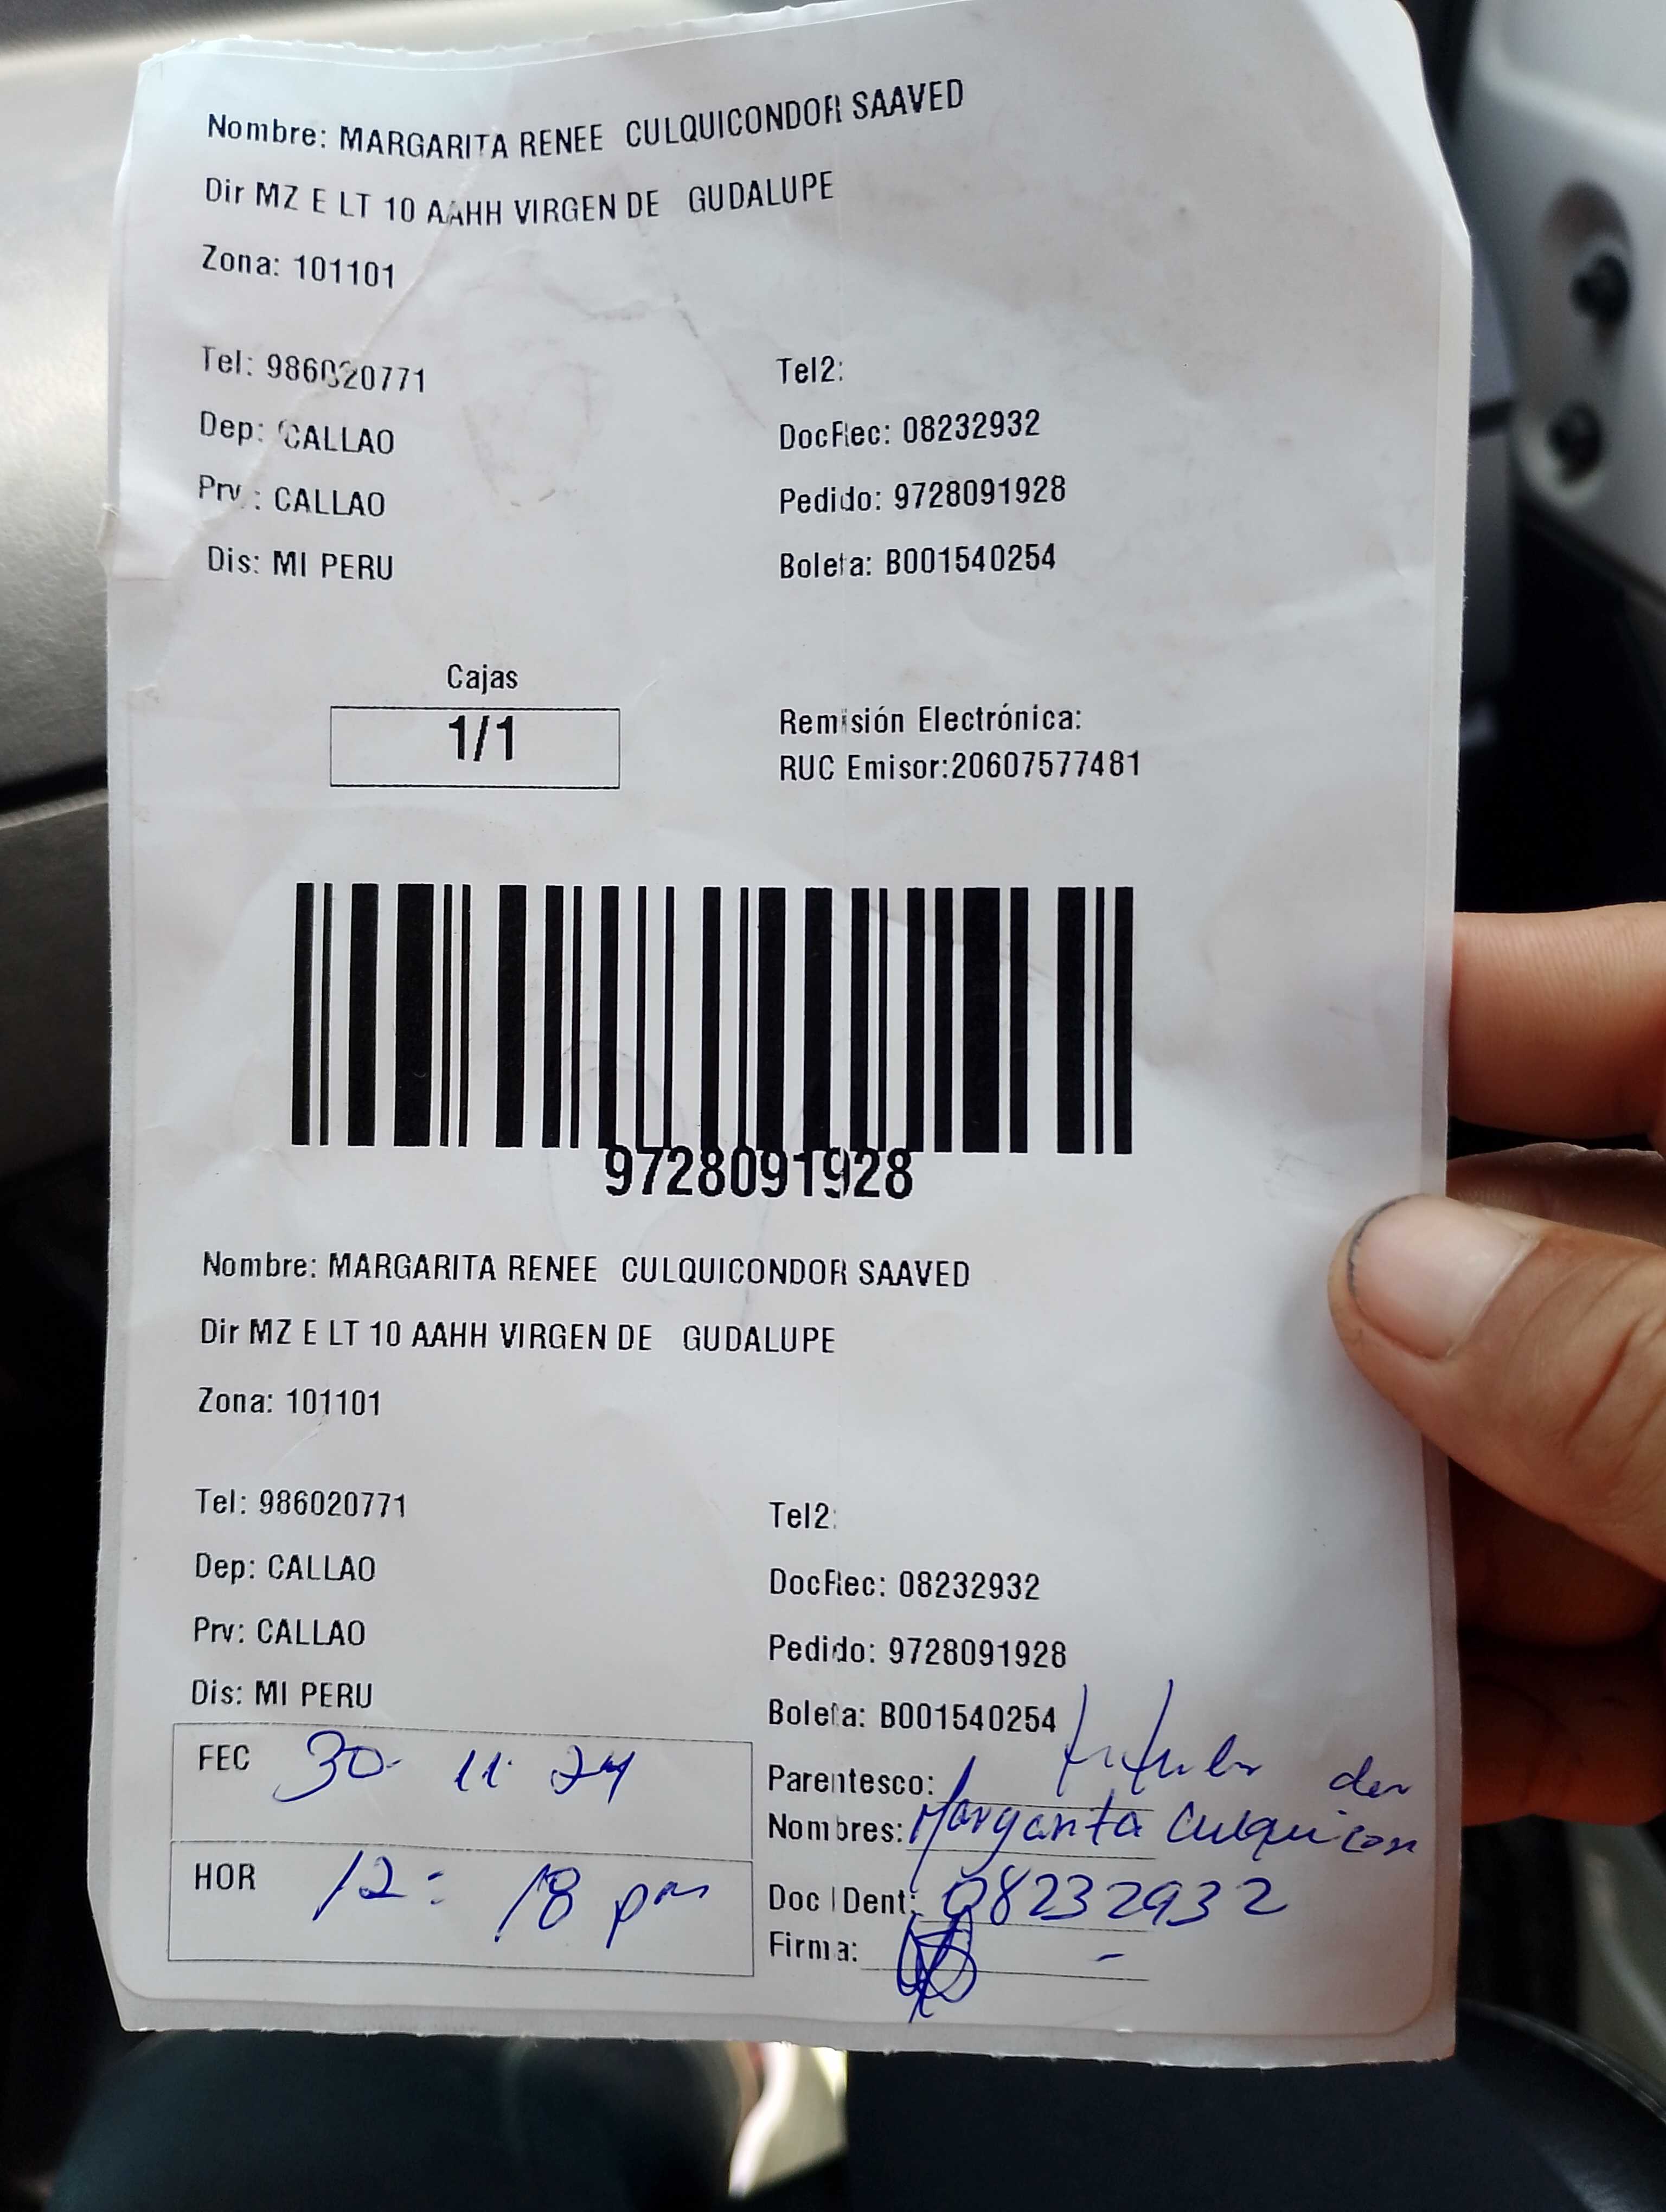 Nombre: MARGARITA RENEE CULQUICONDOR SAAVED
Dir MZ E LT 10 AAHH VIRGEN DE GUDALUPE
Zona: 101101
Tel: 986020771 Tel2:
Dep: CALLAO DocRec: 08232932
Prv : CALLAO Pedido: 9728091928
Dis: MI PERU Boleta: B001540254
Cajas
1/1
Remisión Electrónica:
RUC Emisor:20607577481
9728091928
Nombre: MARGARITA RENEE CULQUICONDOR SAAVED
Dir MZ E LT 10 AAHH VIRGEN DE GUDALUPE
Zona: 101101
Tel: 986020771 Tel2:
Dep: CALLAO DocRec: 08232932
Prv: CALLAO Pedido: 9728091928
Dis: MI PERU Boleta: B001540254
FEC 30 11 24
HOR 12: 18 pm
Parentesco: titular
Nombres: Margarita Culquicondor
Doc IDent: 08232932
Firma: